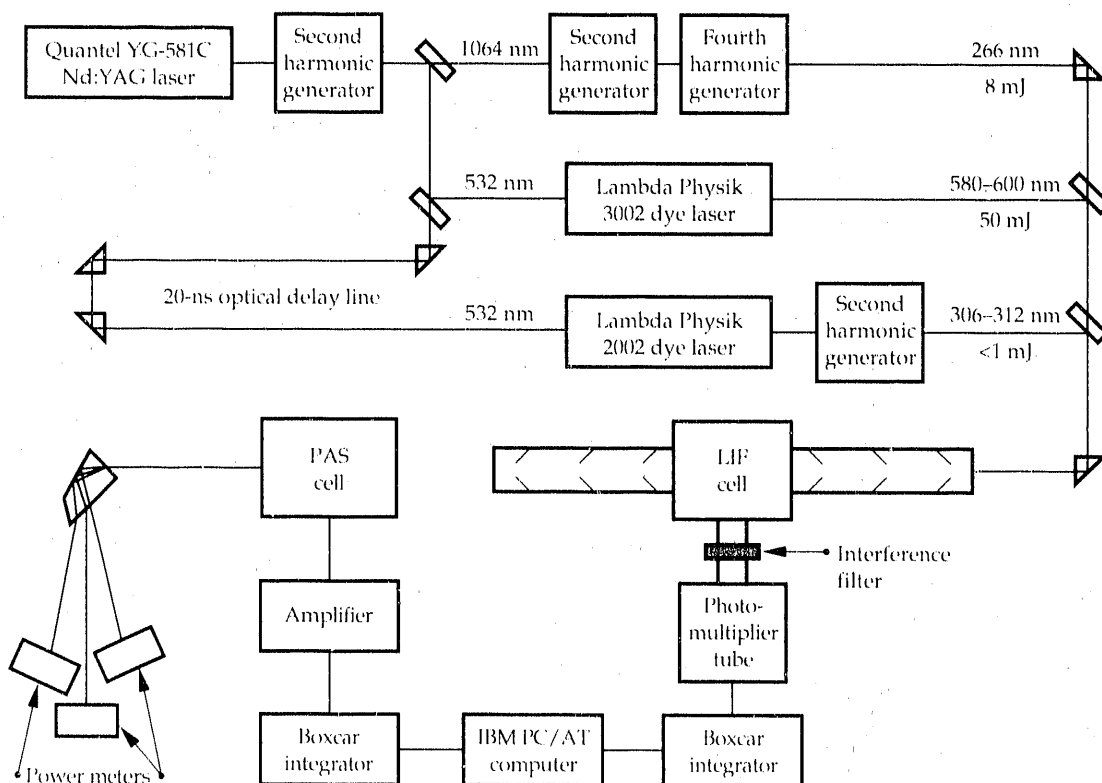 Quantel YG-581C
Nd:YAG laser
Second
harmonic
generator
1064 nm
Second
harmonic
generator
Fourth
harmonic
generator
266 nm
8 mJ
532 nm
Lambda Physik
3002 dye laser
580–600 nm
50 mJ
20-ns optical delay line
532 nm
Lambda Physik
2002 dye laser
Second
harmonic
generator
306–312 nm
<1 mJ
PAS
cell
LIF
cell
Interference
filter
Amplifier
Photo-
multiplier
tube
Boxcar
integrator
IBM PC/AT
computer
Boxcar
integrator
Power meters